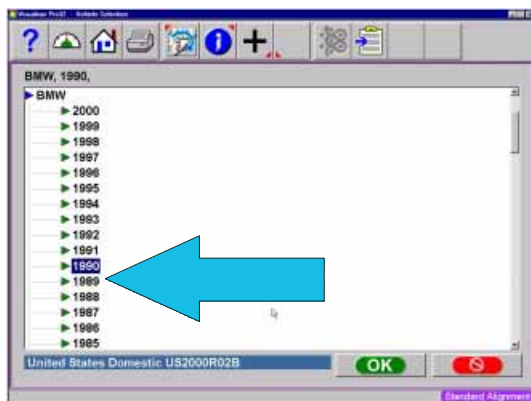 Visualiner Pro32 - Vehicle Selection
BMW, 1990,
BMW
2000
1999
1998
1997
1996
1995
1994
1993
1992
1991
1990
1989
1988
1987
1986
1985
United States Domestic US2000R02B
OK
Standard Alignment